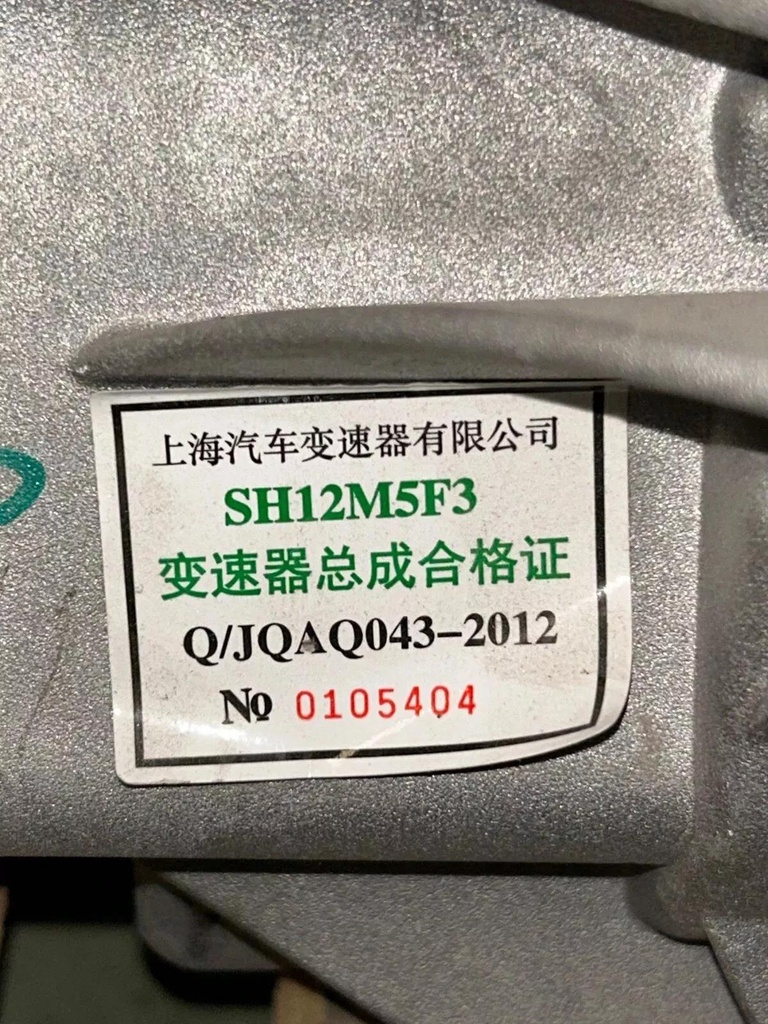 上海汽车变速器有限公司
SH12M5F3
变速器总成合格证
Q/JQAQ043-2012
№ 0105404